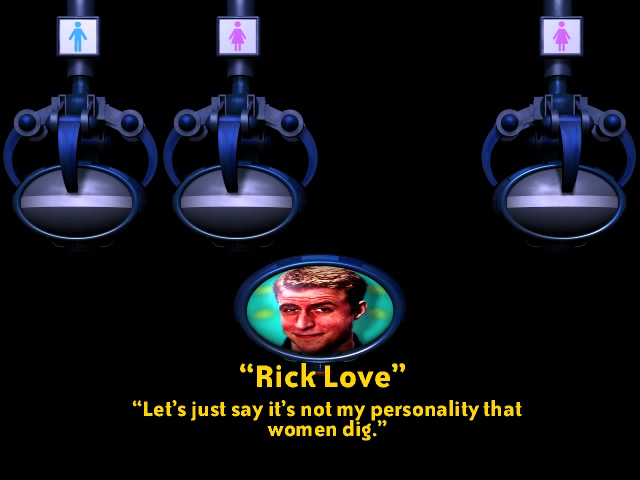 “Rick Love”
“Let’s just say it’s not my personality that
women dig.”